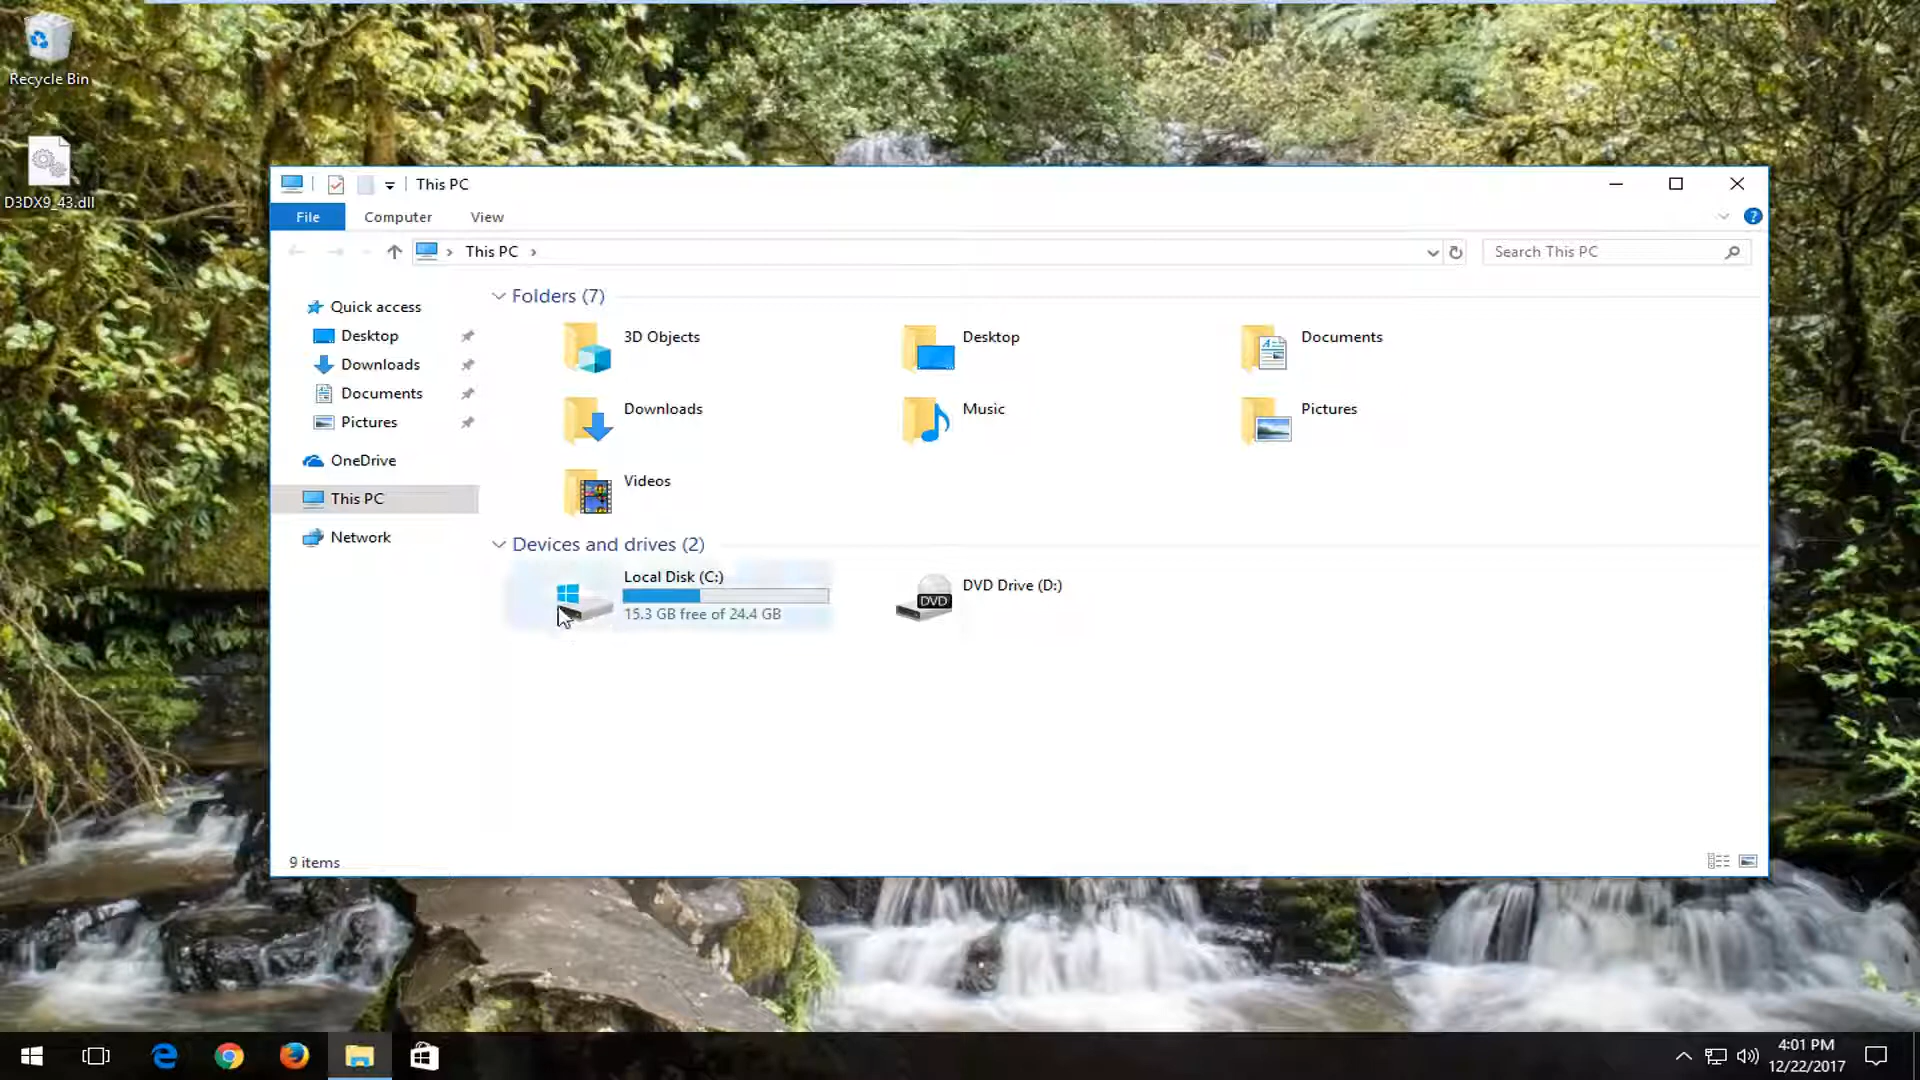 Recycle Bin
D3DX9_43.dll
This PC
File
Computer
View
This PC
Search This PC
Quick access
Desktop
Downloads
Documents
Pictures
OneDrive
This PC
Network
Folders (7)
3D Objects
Desktop
Documents
Downloads
Music
Pictures
Videos
Devices and drives (2)
Local Disk (C:)
15.3 GB free of 24.4 GB
DVD
DVD Drive (D:)
9 items
4:01 PM
12/22/2017